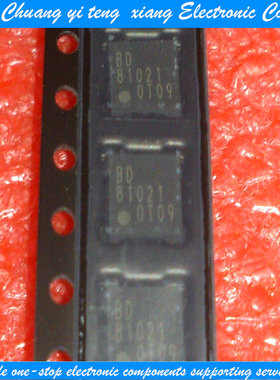 Chuang yi teng xiang Electronic Co
BD
81021
0T09
BD
81021
0T09
BD
81021
0T09
le one-stop electronic components supporting serv